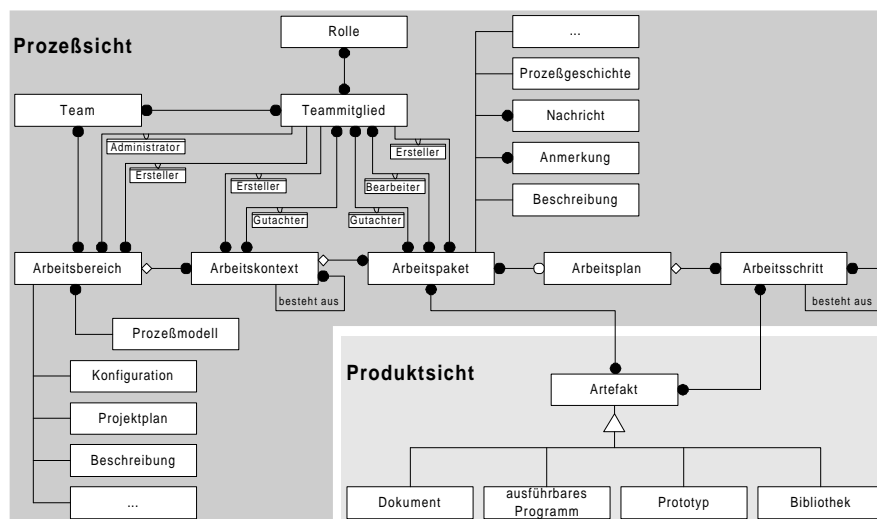 Prozeßsicht
Rolle
...
Prozeßgeschichte
Team
Teammitglied
Nachricht
Administrator
Ersteller
Ersteller
Anmerkung
Ersteller
Bearbeiter
Beschreibung
Gutachter
Gutachter
Arbeitsbereich
Arbeitskontext
Arbeitspaket
Arbeitsplan
Arbeitsschritt
besteht aus
besteht aus
Prozeßmodell
Konfiguration
Produktsicht
Artefakt
Projektplan
Beschreibung
...
Dokument
ausführbares
Programm
Prototyp
Bibliothek